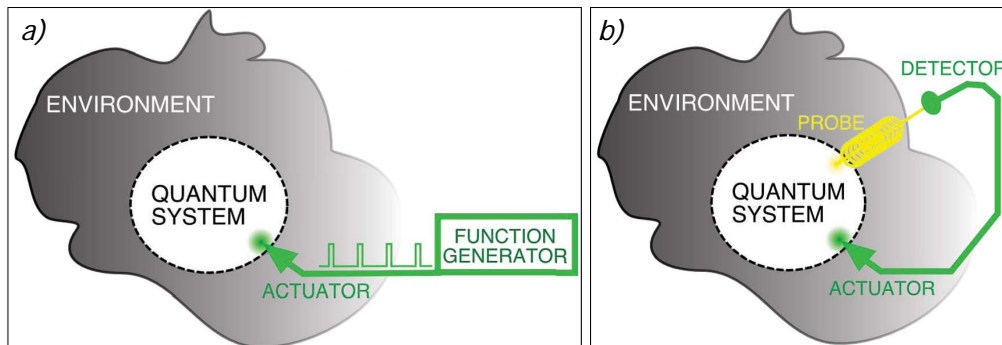 a)
ENVIRONMENT
QUANTUM
SYSTEM
ACTUATOR
FUNCTION
GENERATOR
b)
DETECTOR
ENVIRONMENT
PROBE
QUANTUM
SYSTEM
ACTUATOR